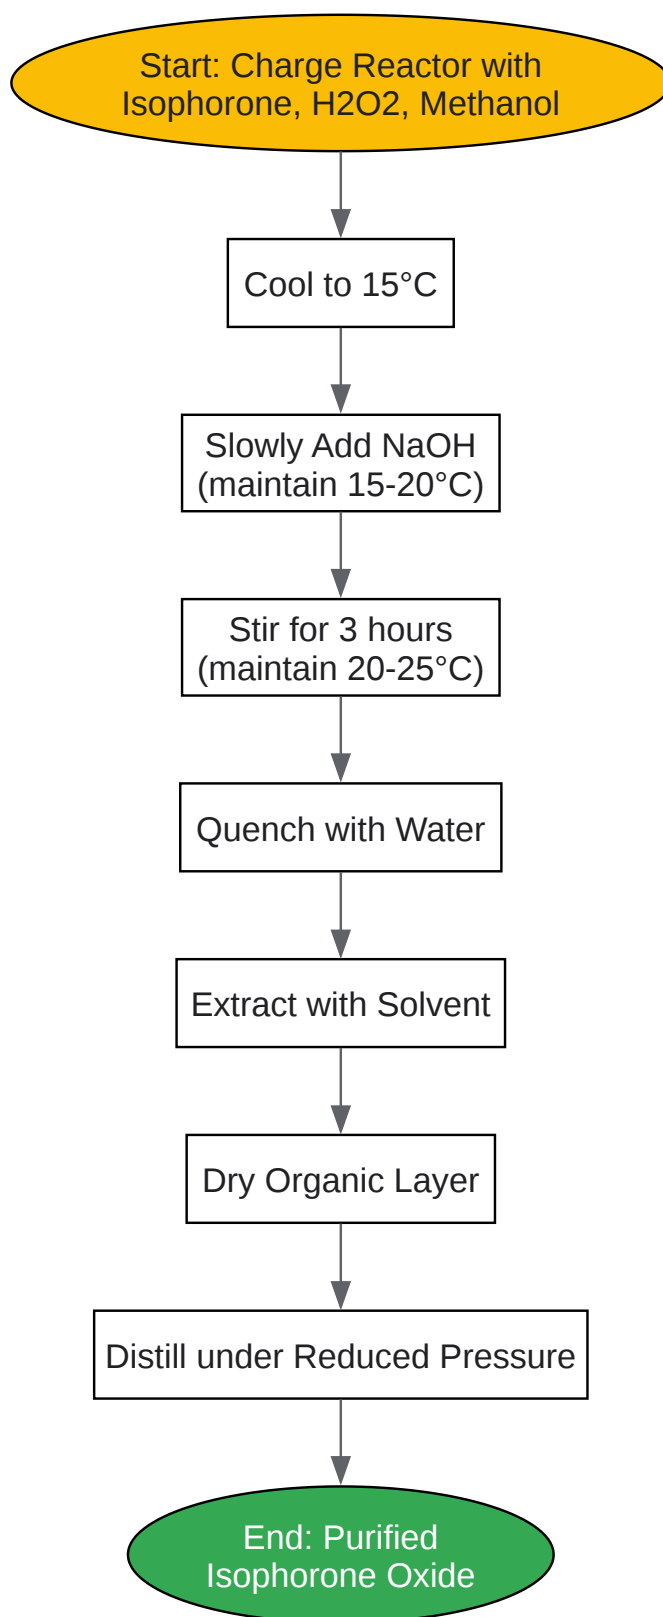 Start: Charge Reactor with
Isophorone, H2O2, Methanol
Cool to 15°C
Slowly Add NaOH
(maintain 15-20°C)
Stir for 3 hours
(maintain 20-25°C)
Quench with Water
Extract with Solvent
Dry Organic Layer
Distill under Reduced Pressure
End: Purified
Isophorone Oxide